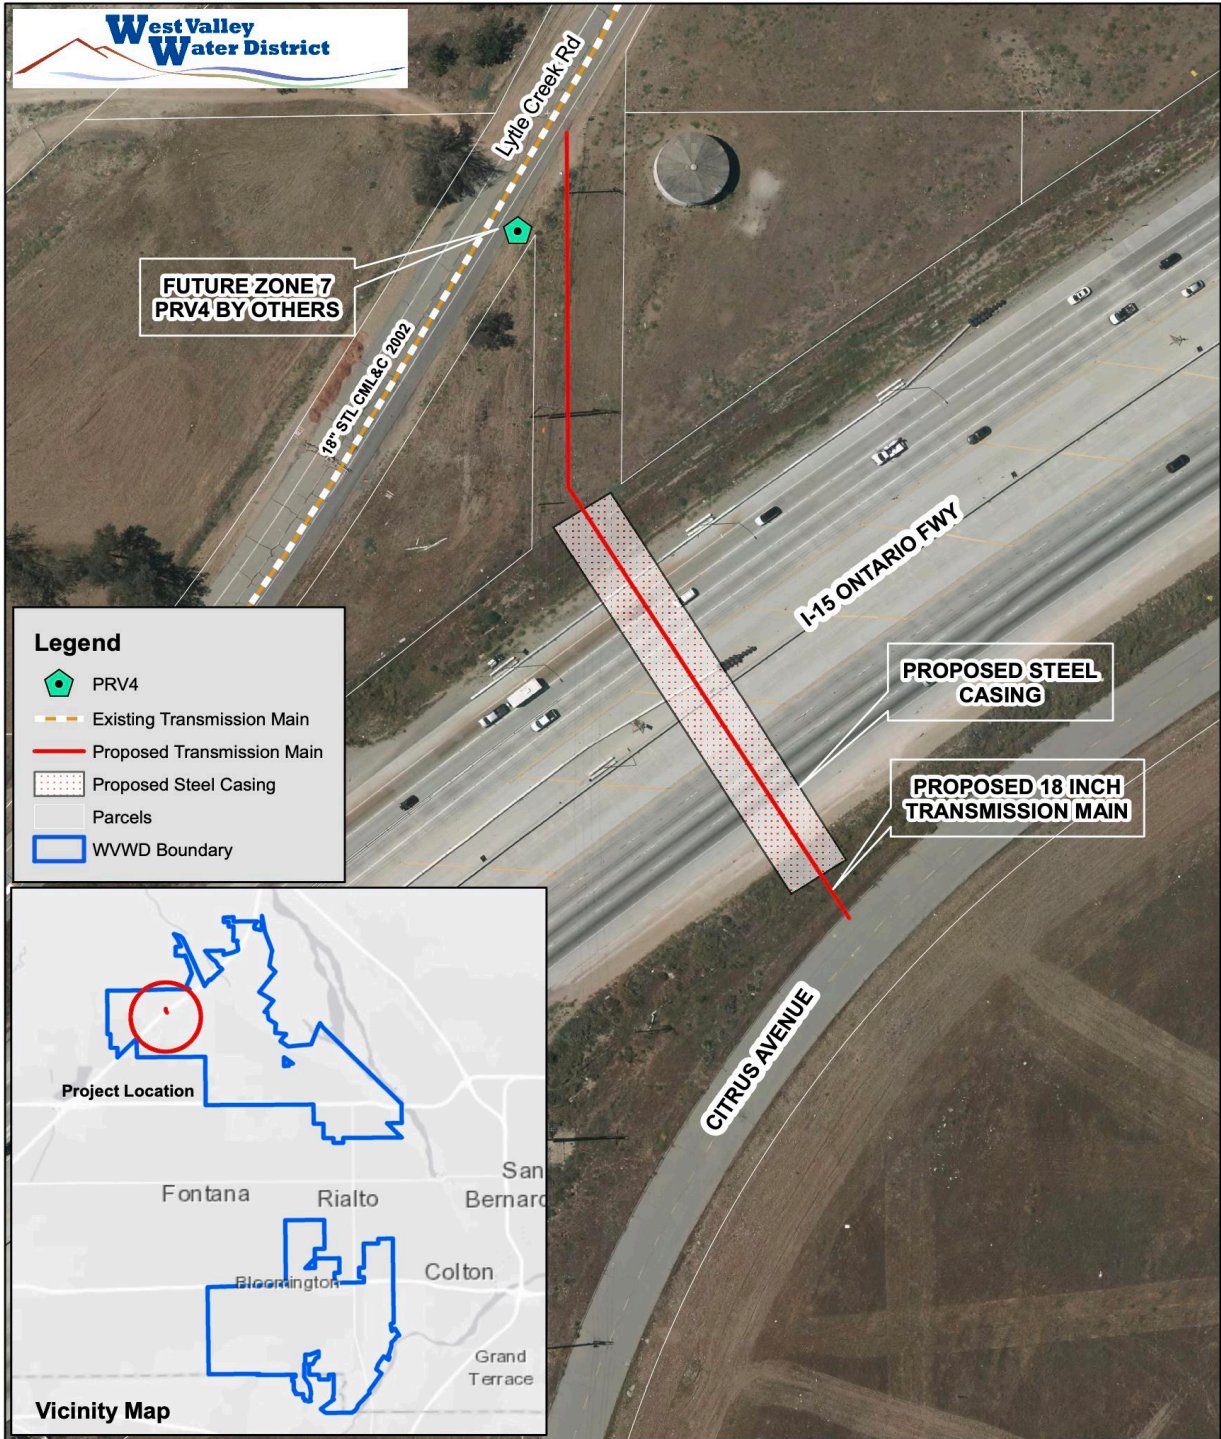 West Valley
Water District
Lytle Creek Rd
FUTURE ZONE 7
PRV4 BY OTHERS
18" STL CML&C 2002
I-15 ONTARIO FWY
PROPOSED STEEL
CASING
PROPOSED 18 INCH
TRANSMISSION MAIN
CITRUS AVENUE
Legend
PRV4
Existing Transmission Main
Proposed Transmission Main
Proposed Steel Casing
Parcels
WVWD Boundary
Project Location
Fontana
Rialto
San
Bernard
Bloomington
Colton
Grand
Terrace
Vicinity Map